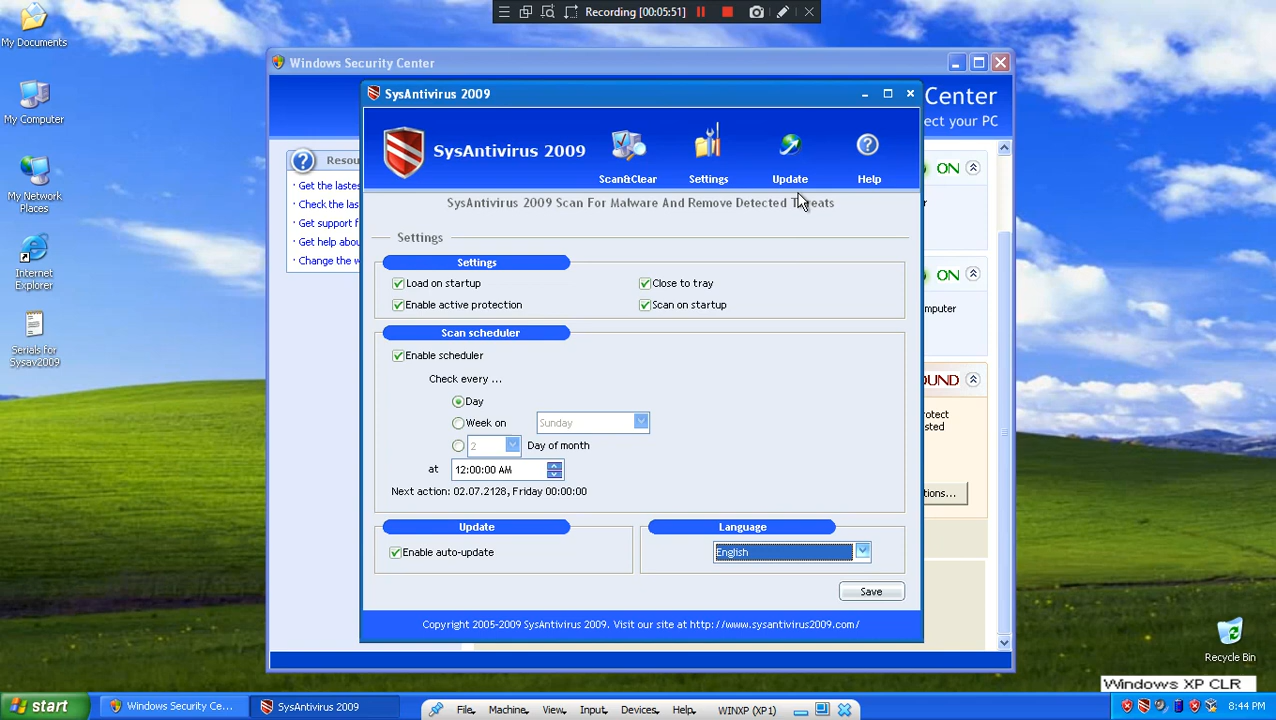 Recording [00:05:51]
My Documents
My Computer
My Network
Places
Internet
Explorer
Serials for
Sysav2009
Windows Security Center
Center
ect your PC
Resou
Get the lates
Check the las
Get support f
Get help abou
Change the w
ON
ON
omputer
OUND
rotect
sted
tions...
SysAntivirus 2009
SysAntivirus 2009
Scan&Clear
Settings
Update
Help
SysAntivirus 2009 Scan For Malware And Remove Detected Threats
Settings
Settings
Load on startup
Close to tray
Enable active protection
Scan on startup
Scan scheduler
Enable scheduler
Check every ...
Day
Week on
Sunday
2
Day of month
at
12:00:00 AM
Next action: 02.07.2128, Friday 00:00:00
Update
Language
Enable auto-update
English
Save
Copyright 2005-2009 SysAntivirus 2009. Visit our site at http://www.sysantivirus2009.com/
Recycle Bin
Windows XP CLR
start
Windows Security Ce...
SysAntivirus 2009
File
Machine
View
Input
Devices
Help
WINXP (XP1)
8:44 PM